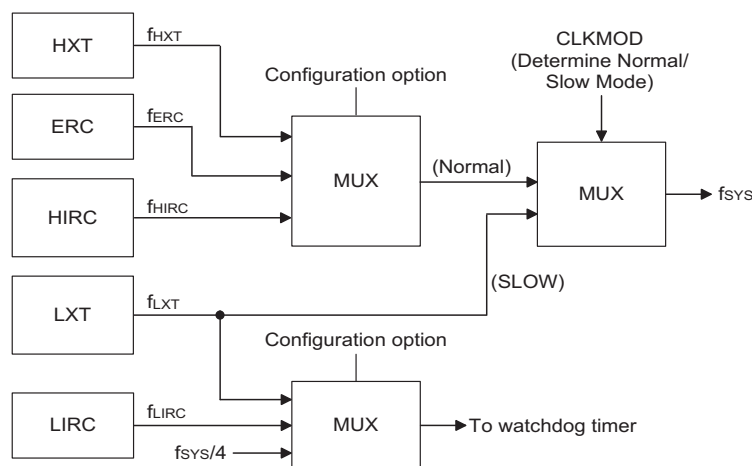 HXT
fHXT
CLKMOD
(Determine Normal/
Slow Mode)
Configuration option
ERC
fERC
MUX
(Normal)
MUX
fSYS
HIRC
fHIRC
LXT
fLXT
(SLOW)
Configuration option
LIRC
fLIRC
MUX
To watchdog timer
fSYS/4